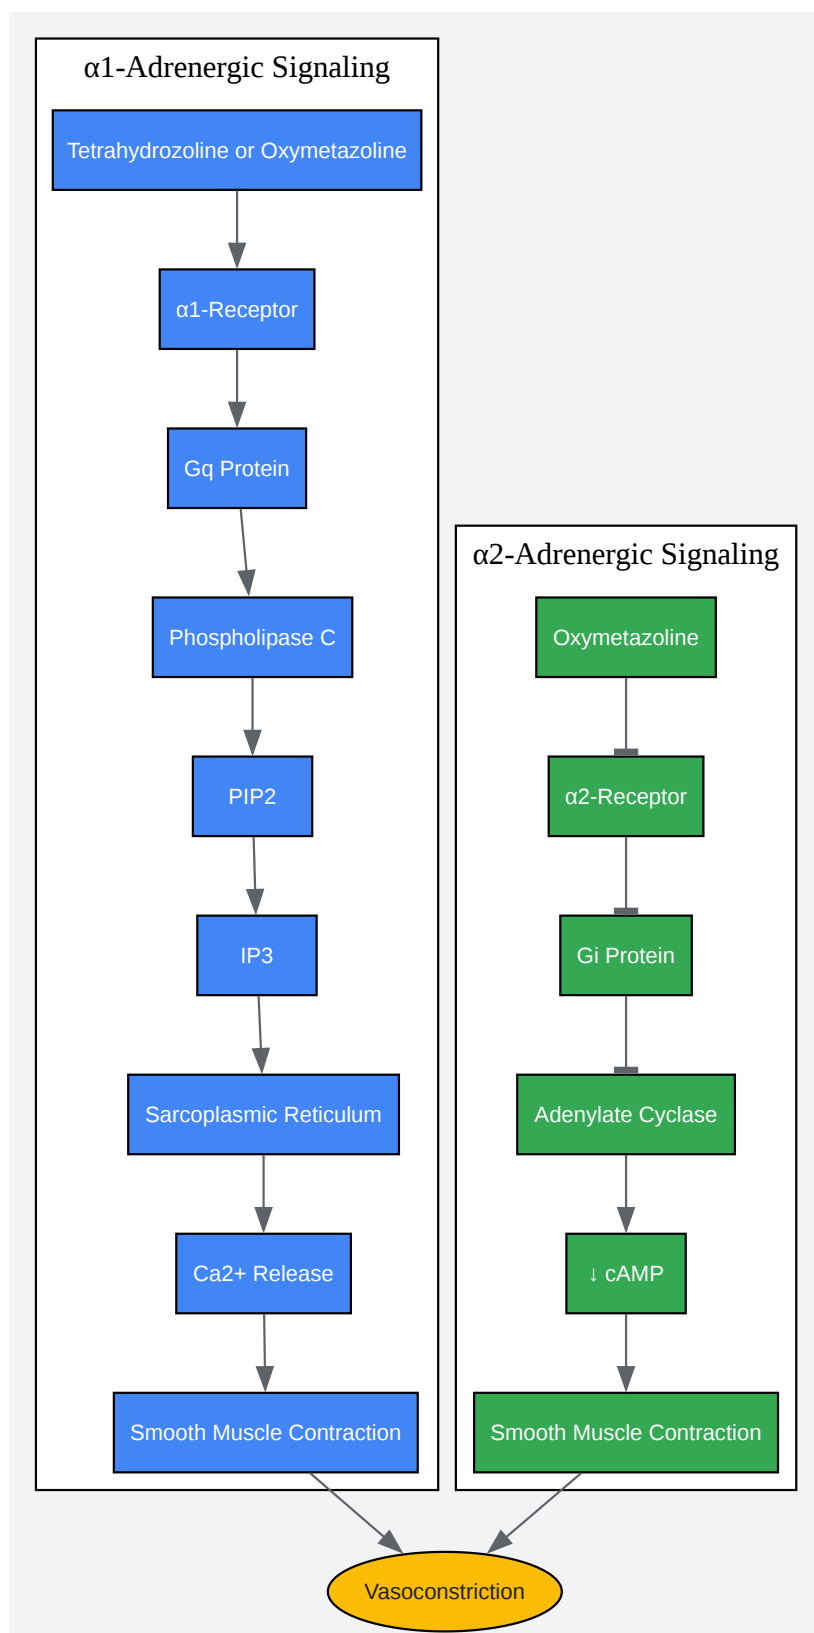 α1-Adrenergic Signaling
Tetrahydrozoline or Oxymetazoline
α1-Receptor
Gq Protein
Phospholipase C
PIP2
IP3
Sarcoplasmic Reticulum
Ca2+ Release
Smooth Muscle Contraction
α2-Adrenergic Signaling
Oxymetazoline
α2-Receptor
Gi Protein
Adenylate Cyclase
↓ cAMP
Smooth Muscle Contraction
Vasoconstriction